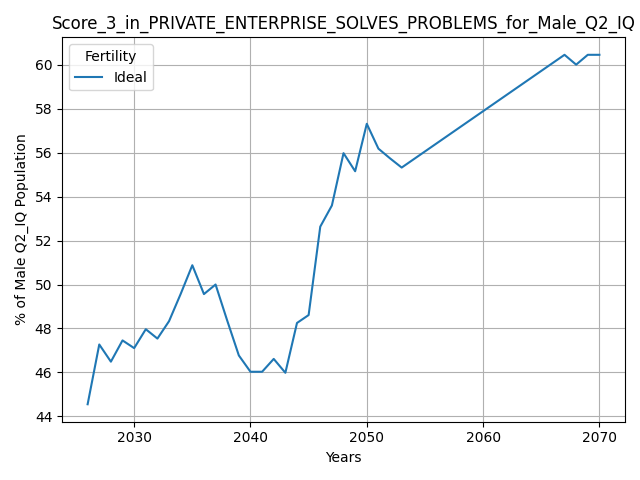 Score_3_in_PRIVATE_ENTERPRISE_SOLVES_PROBLEMS_for_Male_Q2_IQ
Fertility
Ideal
% of Male Q2_IQ Population
60
58
56
54
52
50
48
46
44
2030 2040 2050 2060 2070
Years